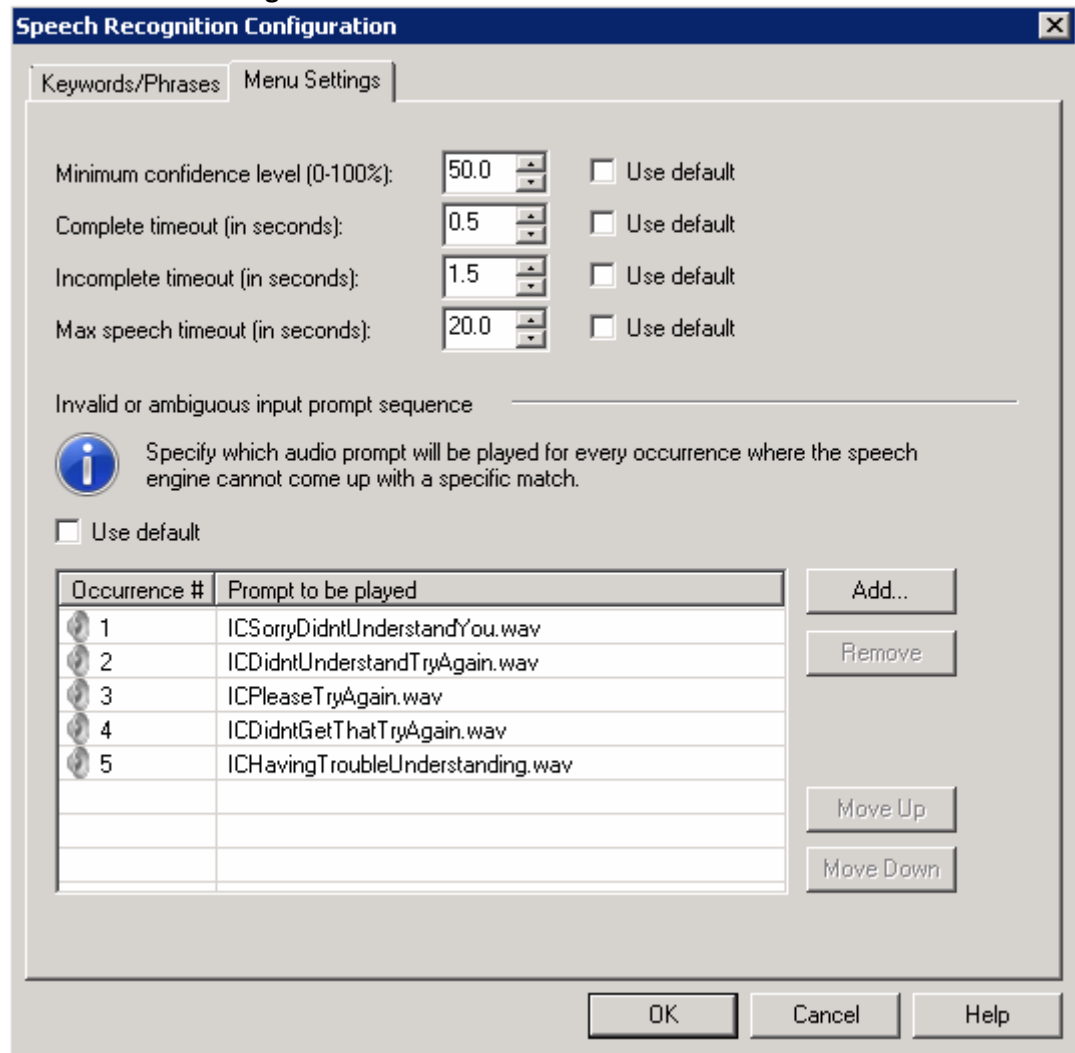 Speech Recognition Configuration
Keywords/Phrases Menu Settings
Minimum confidence level (0-100%): 50.0 Use default
Complete timeout (in seconds): 0.5 Use default
Incomplete timeout (in seconds): 1.5 Use default
Max speech timeout (in seconds): 20.0 Use default
Invalid or ambiguous input prompt sequence
Specify which audio prompt will be played for every occurrence where the speech
engine cannot come up with a specific match.
Use default
Occurrence # Prompt to be played Add...
1 ICSorryDidntUnderstandYou.wav
2 ICDidntUnderstandTryAgain.wav Remove
3 ICPleaseTryAgain.wav
4 ICDidntGetThatTryAgain.wav
5 ICHavingTroubleUnderstanding.wav
Move Up
Move Down
OK Cancel Help